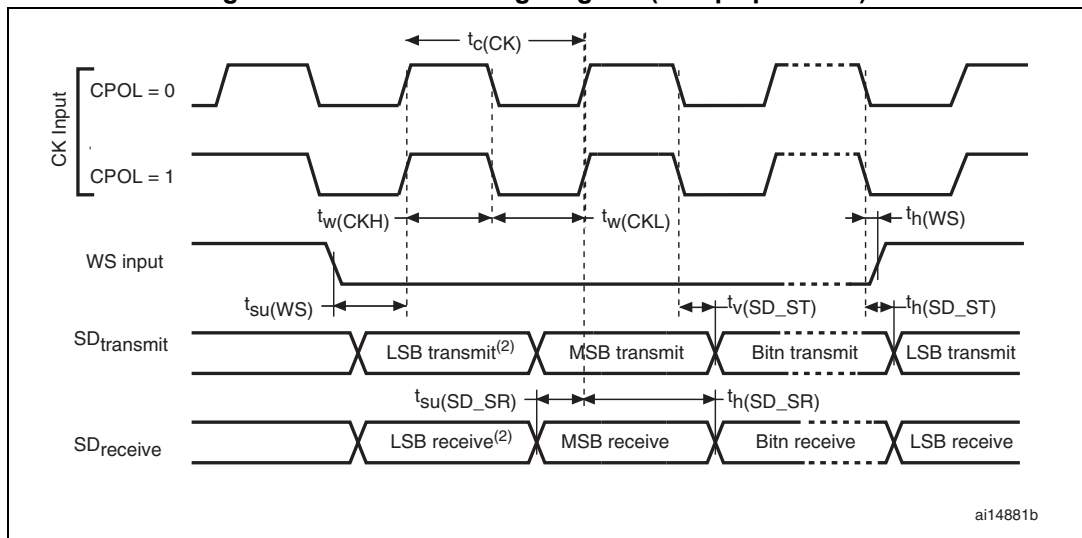 tc(CK)
CK Input
CPOL = 0
CPOL = 1
tw(CKH)
tw(CKL)
th(WS)
WS input
tsu(WS)
tv(SD_ST)
th(SD_ST)
SDtransmit
LSB transmit(2)
MSB transmit
Bitn transmit
LSB transmit
tsu(SD_SR)
th(SD_SR)
SDreceive
LSB receive(2)
MSB receive
Bitn receive
LSB receive
ai14881b